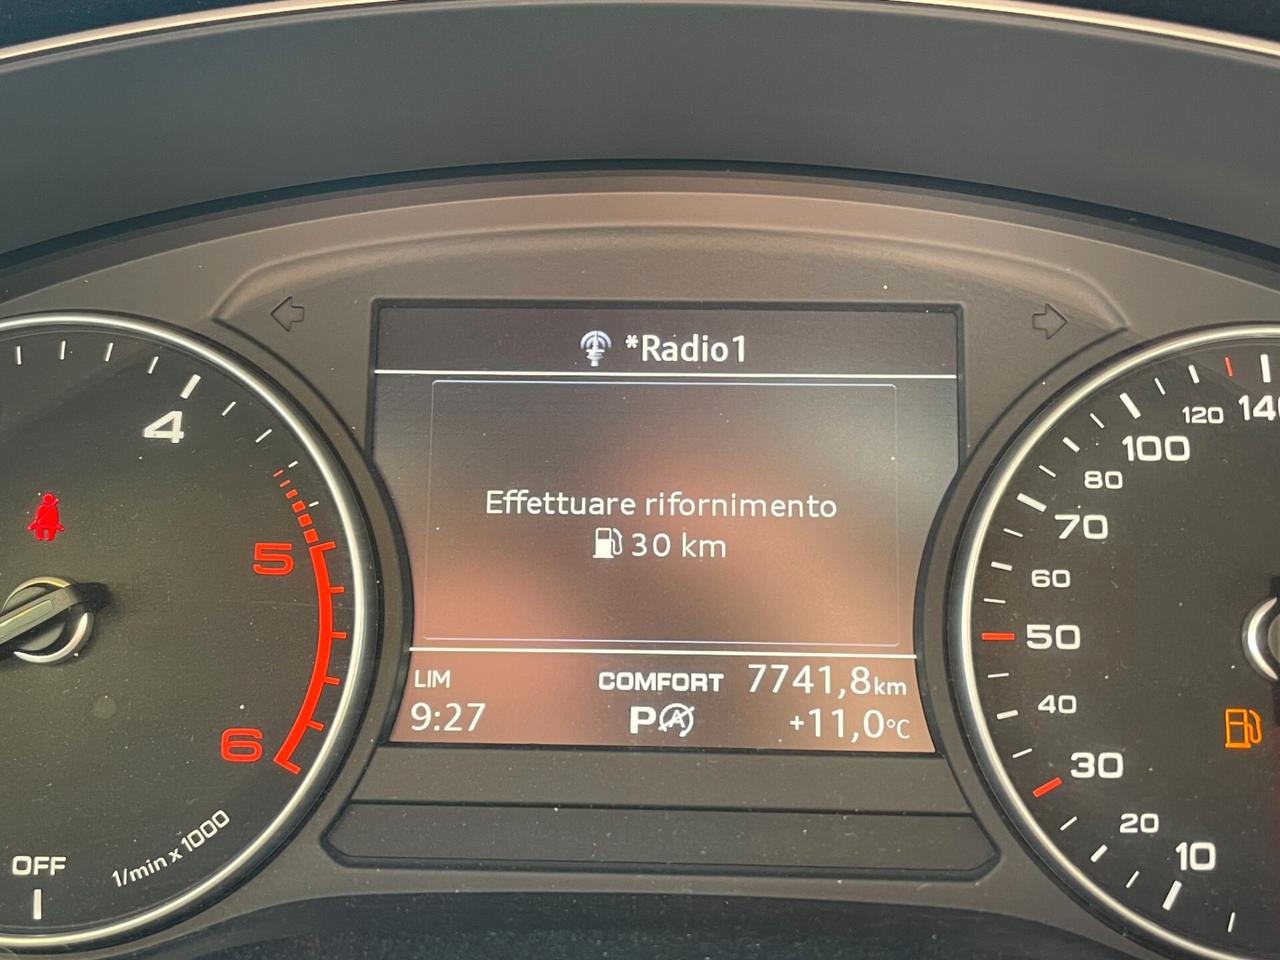 *Radio1
Effettuare rifornimento
30 km
LIM
COMFORT
7741,8km
9:27
P
A
+11,0°C
4
5
6
OFF
1/min x 1000
10
20
30
40
50
60
70
80
100
120
140